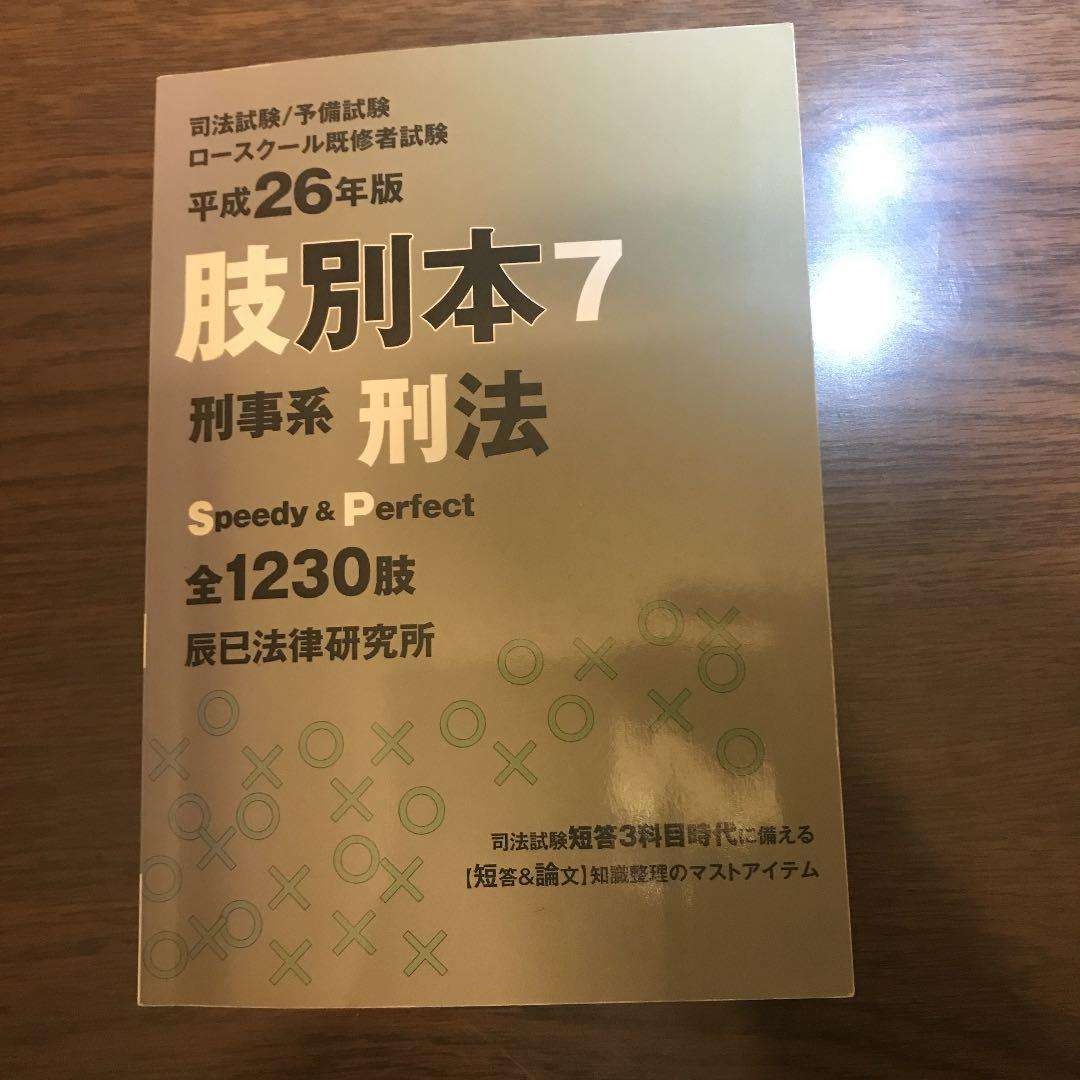 司法試験/予備試験
ロースクール既修者試験
平成26年版
肢別本7
刑事系 刑法
Speedy & Perfect
全1230肢
辰已法律研究所
司法試験短答3科目時代に備える
【短答&論文】知識整理のマストアイテム